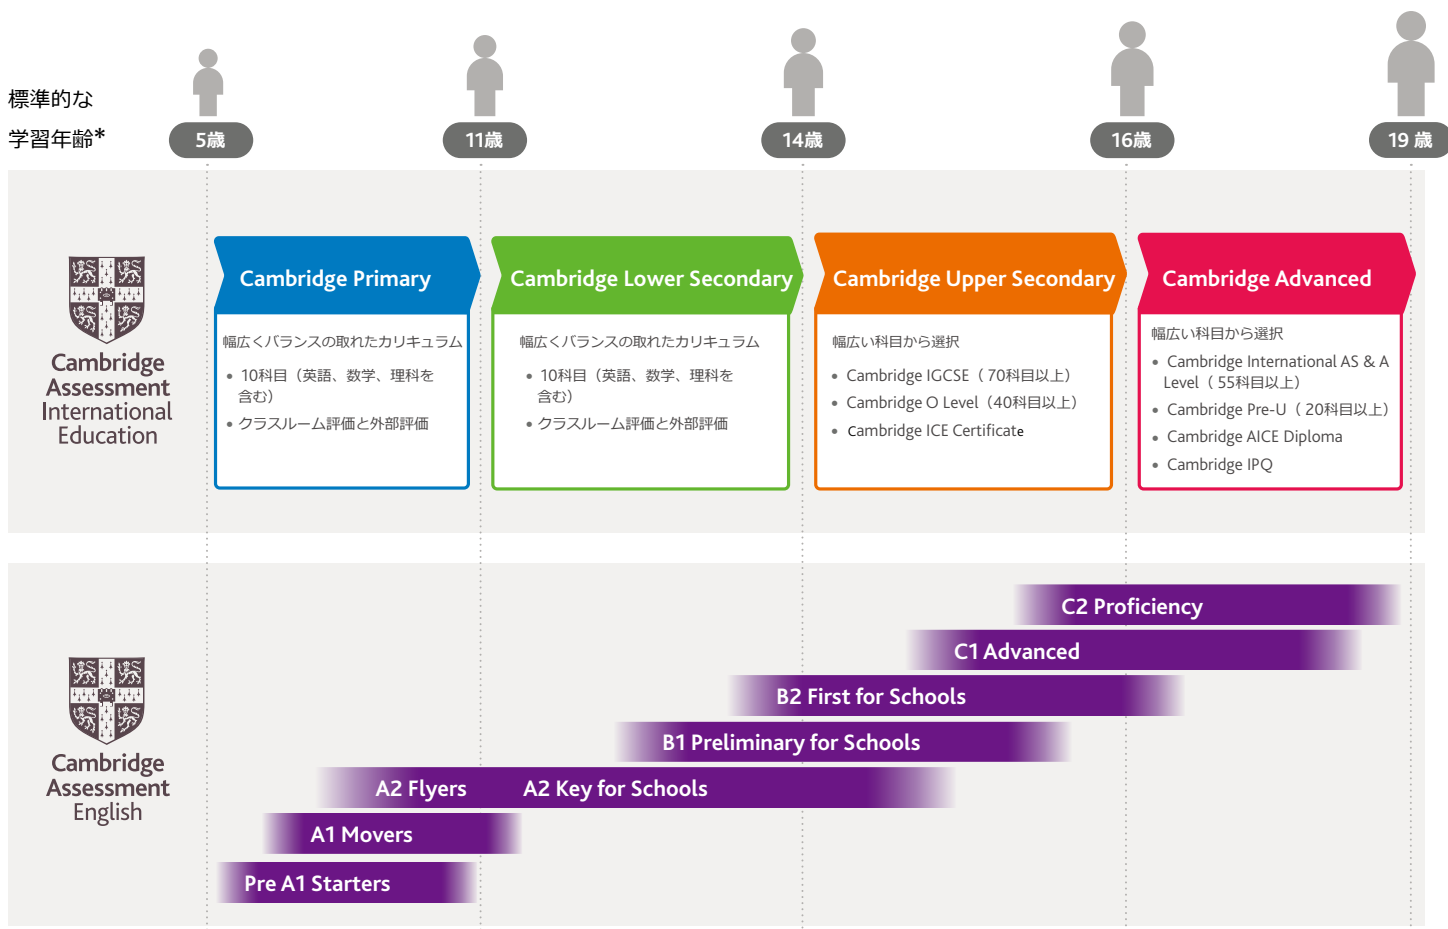 標準的な
学習年齢*
5歳
11歳
14歳
16歳
19 歳
Cambridge
Assessment
International
Education
Cambridge Primary
幅広くバランスの取れたカリキュラム
• 10科目（英語、数学、理科を
含む）
• クラスルーム評価と外部評価
Cambridge Lower Secondary
幅広くバランスの取れたカリキュラム
• 10科目（英語、数学、理科を
含む）
• クラスルーム評価と外部評価
Cambridge Upper Secondary
幅広い科目から選択
• Cambridge IGCSE（ 70科目以上）
• Cambridge O Level（40科目以上）
• Cambridge ICE Certificate
Cambridge Advanced
幅広い科目から選択
• Cambridge International AS & A
Level（ 55科目以上）
• Cambridge Pre-U（ 20科目以上）
• Cambridge AICE Diploma
• Cambridge IPQ
Cambridge
Assessment
English
C2 Proficiency
C1 Advanced
B2 First for Schools
B1 Preliminary for Schools
A2 Flyers
A2 Key for Schools
A1 Movers
Pre A1 Starters